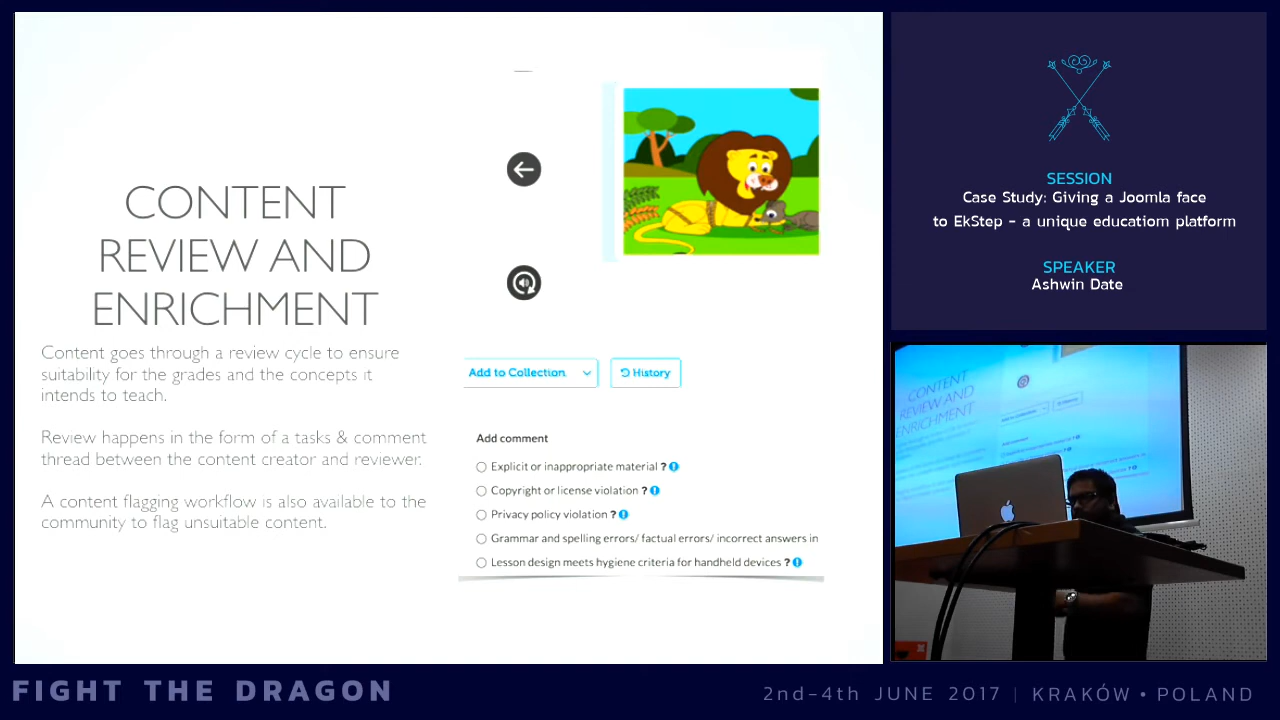 CONTENT
REVIEW AND
ENRICHMENT
Content goes through a review cycle to ensure
suitability for the grades and the concepts it
intends to teach.
Review happens in the form of a tasks & comment
thread between the content creator and reviewer.
A content flagging workflow is also available to the
community to flag unsuitable content.
Add to Collection
History
Add comment
Explicit or inappropriate material ?
Copyright or license violation ?
Privacy policy violation ?
Grammar and spelling errors/ factual errors/ incorrect answers in
Lesson design meets hygiene criteria for handheld devices ?
SESSION
Case Study: Giving a Joomla face
to EkStep - a unique educatiom platform
SPEAKER
Ashwin Date
CONTENT
REVIEW AND
ENRICHMENT
FIGHT THE DRAGON
2nd-4th JUNE 2017 | KRAKÓW • POLAND